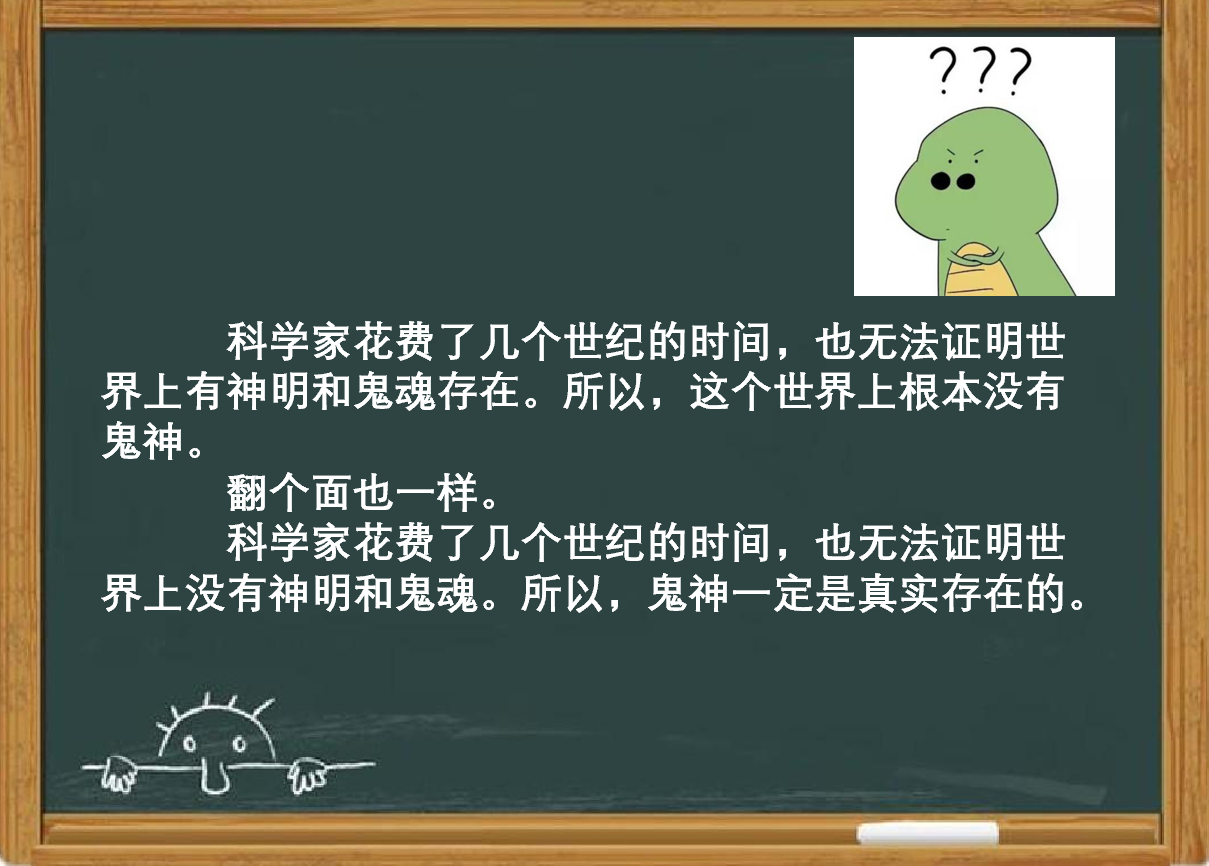 ???
科学家花费了几个世纪的时间，也无法证明世
界上有神明和鬼魂存在。所以，这个世界上根本没有
鬼神。
翻个面也一样。
科学家花费了几个世纪的时间，也无法证明世
界上没有神明和鬼魂。所以，鬼神一定是真实存在的。